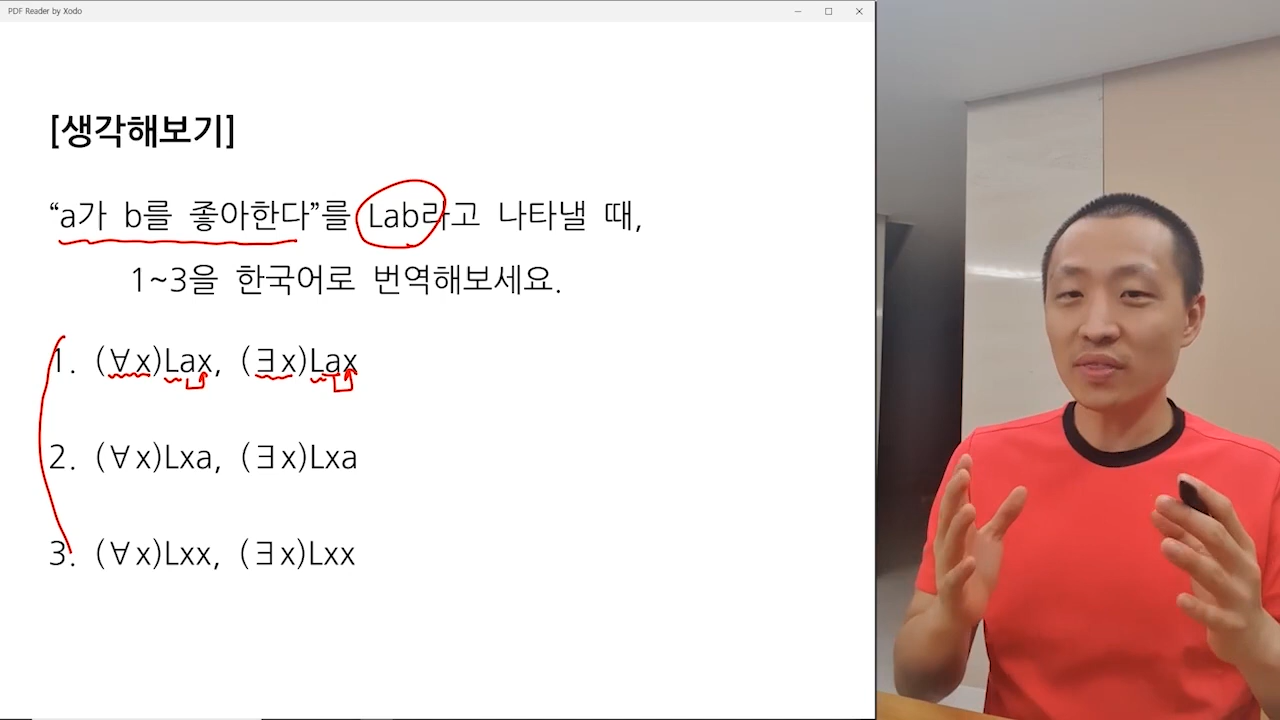 PDF Reader by Xodo
[생각해보기]
“a가 b를 좋아한다”를 Lab라고 나타낼 때,
1~3을 한국어로 번역해보세요.
1. (∀x)Lax, (∃x)Lax
2. (∀x)Lxa, (∃x)Lxa
3. (∀x)Lxx, (∃x)Lxx